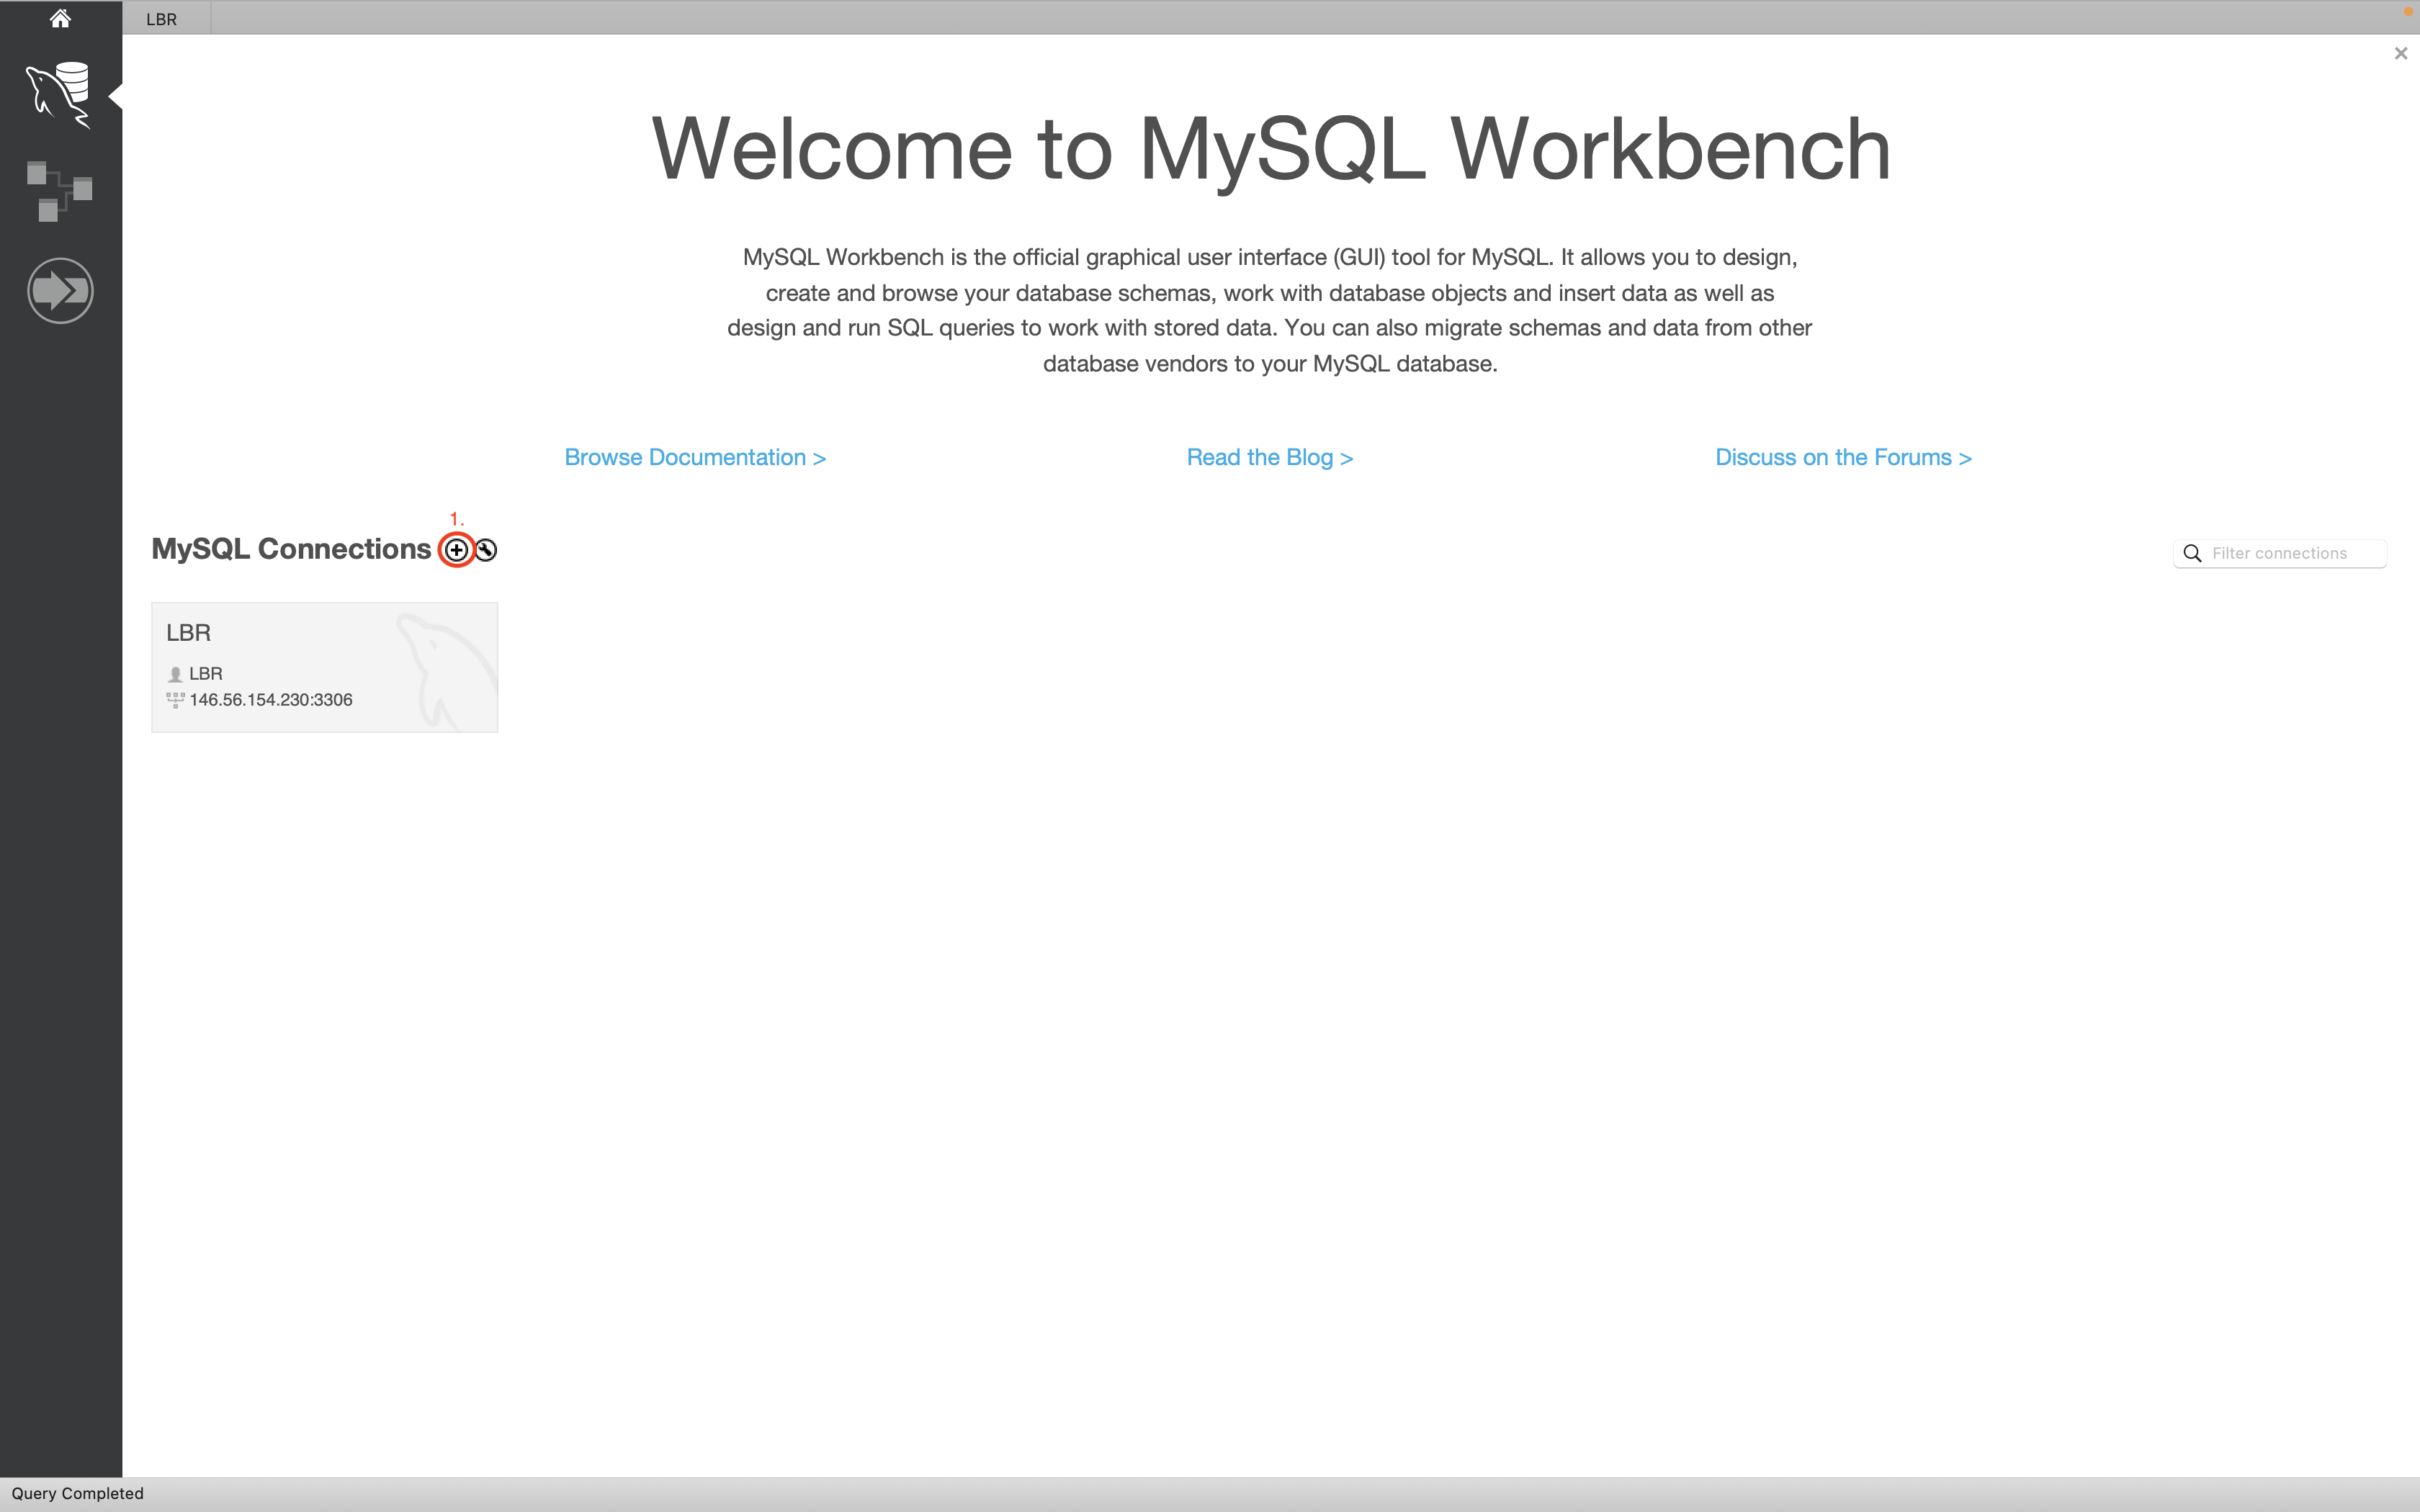 LBR
Welcome to MySQL Workbench
MySQL Workbench is the official graphical user interface (GUI) tool for MySQL. It allows you to design,
create and browse your database schemas, work with database objects and insert data as well as
design and run SQL queries to work with stored data. You can also migrate schemas and data from other
database vendors to your MySQL database.
Browse Documentation > Read the Blog > Discuss on the Forums >
1.
MySQL Connections Filter connections
LBR
LBR
146.56.154.230:3306
Query Completed